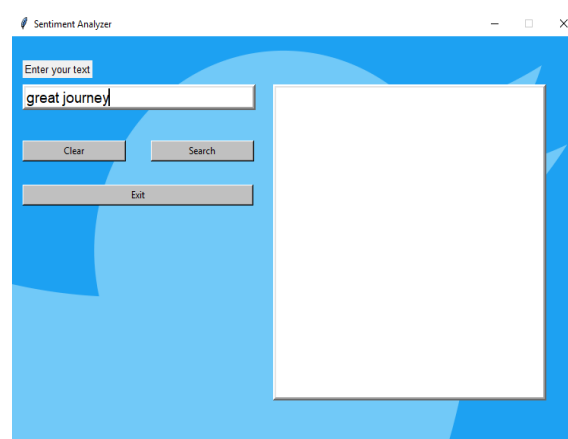 Sentiment Analyzer
Enter your text
great journey
Clear
Search
Exit